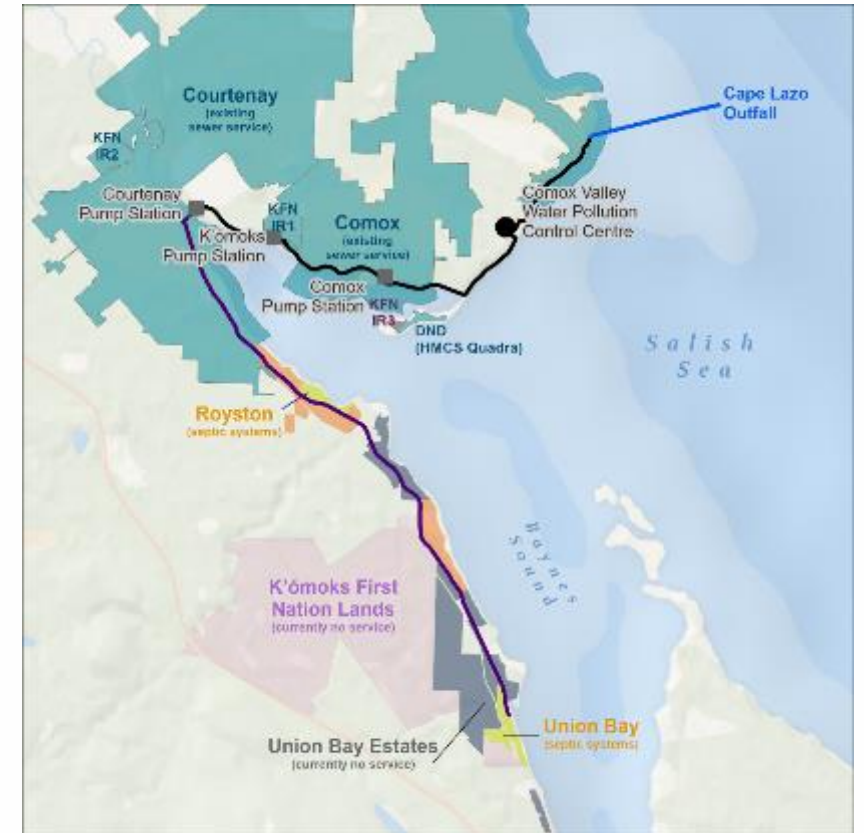 Courtenay
(existing
sewer service)
Cape Lazo
Outfall
KFN
IR2
Courtenay
Pump Station
KFN
IR1
K'ómoks
Pump Station
Comox
(existing
sewer service)
Comox Valley
Water Pollution
Control Centre
Comox
Pump Station
KFN
IR3
DND
(HMCS Quadra)
Salish
Sea
Royston
(septic systems)
Baynes
Sound
K'ómoks First
Nation Lands
(currently no service)
Union Bay Estates
(currently no service)
Union Bay
(septic systems)